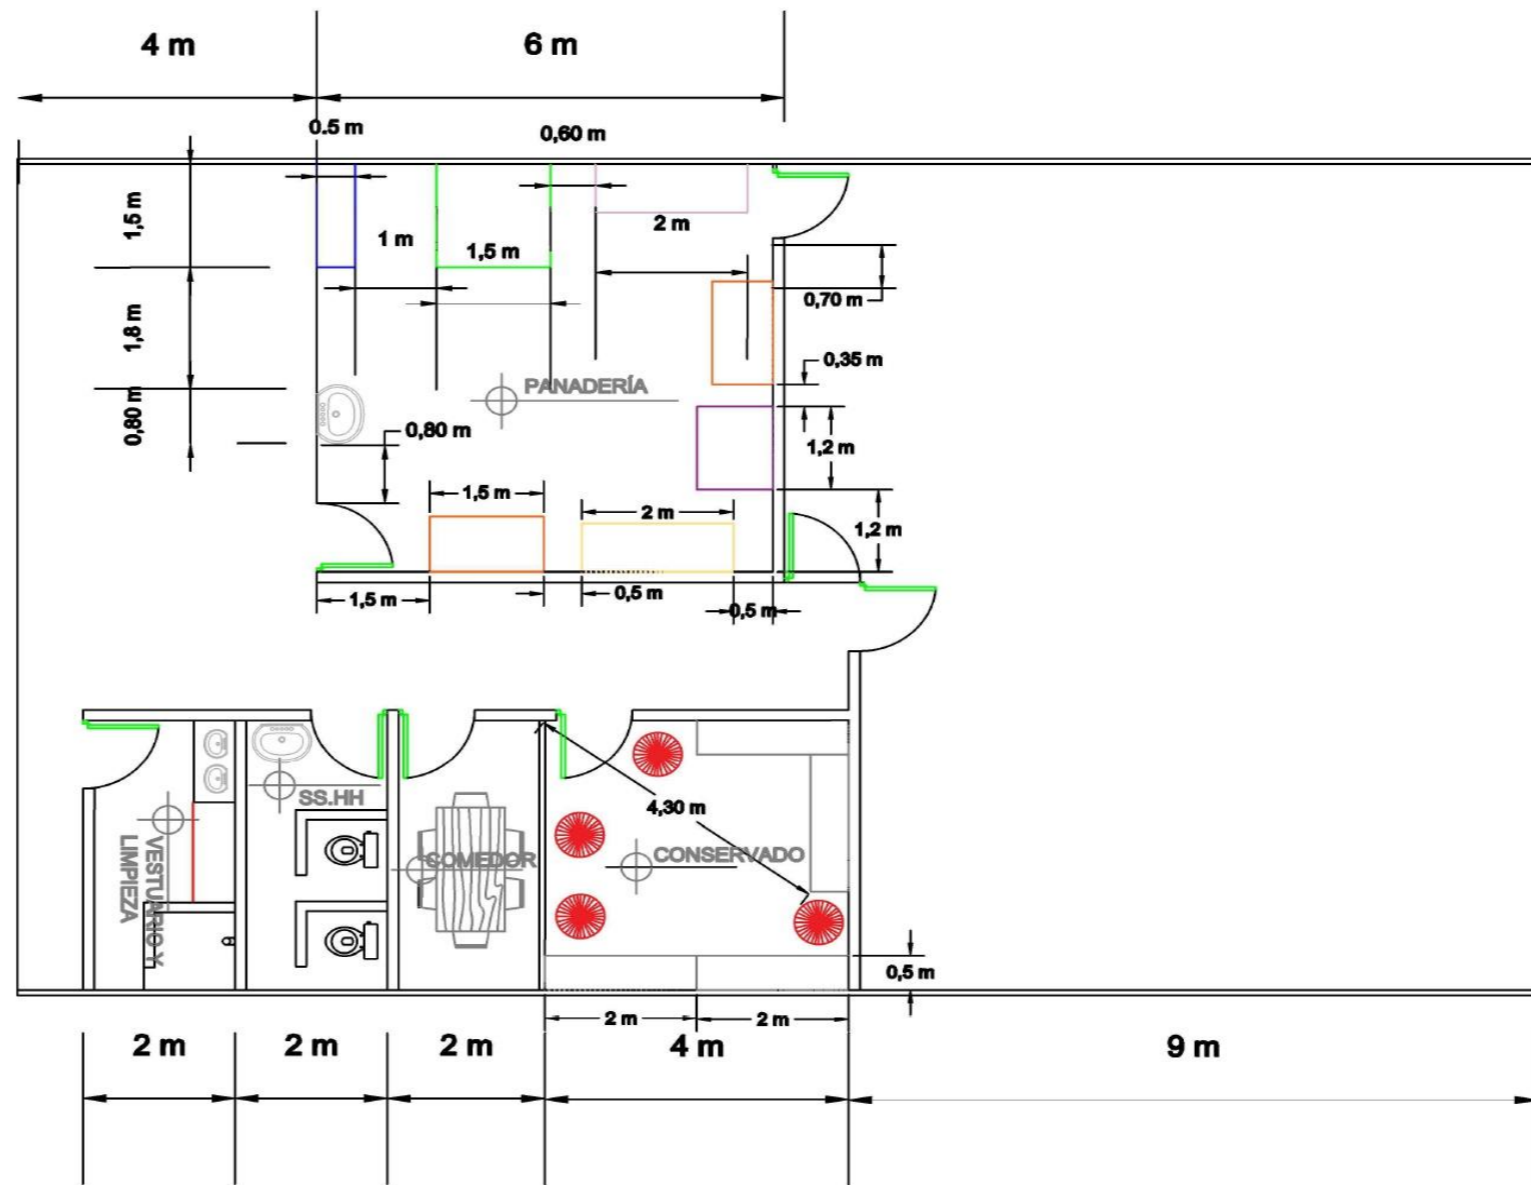 4 m
6 m
0.5 m
0,60 m
1,5 m
1 m
1,5 m
2 m
0,70 m
1,8 m
0,35 m
PANADERÍA
0,80 m
0,80 m
1,2 m
1,5 m
2 m
1,2 m
1,5 m
0,5 m
0,5 m
SS.HH
4,30 m
VESTUARIO Y
LIMPIEZA
COMEDOR
CONSERVADO
0,5 m
2 m
2 m
2 m
2 m
2 m
4 m
9 m